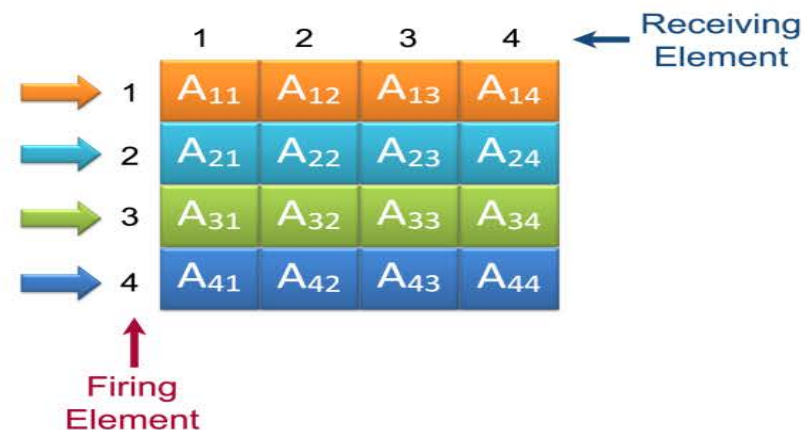 1 2 3 4
Receiving
Element
1 A₁₁ A₁₂ A₁₃ A₁₄
2 A₂₁ A₂₂ A₂₃ A₂₄
3 A₃₁ A₃₂ A₃₃ A₃₄
4 A₄₁ A₄₂ A₄₃ A₄₄
Firing
Element